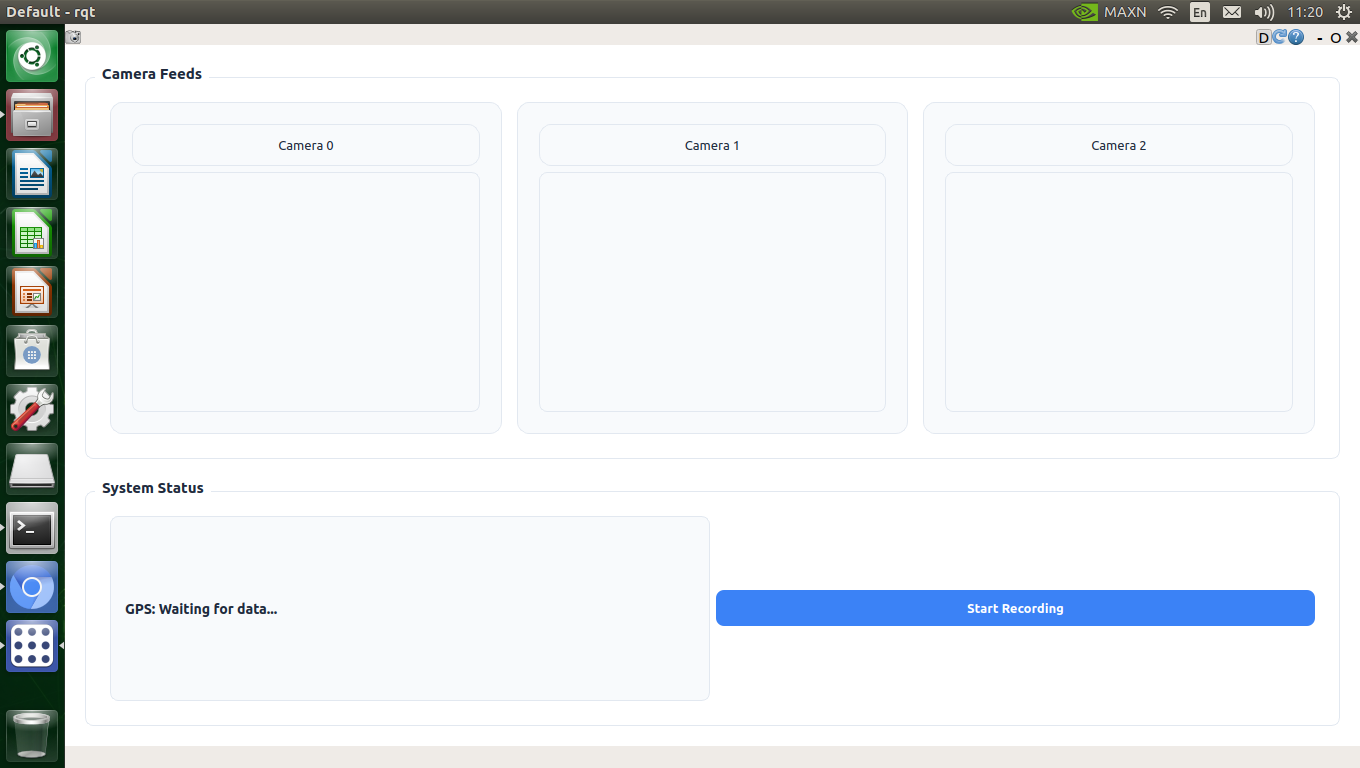 Default - rqt
MAXN En 11:20
D ? - O
Camera Feeds
Camera 0 Camera 1 Camera 2
System Status
GPS: Waiting for data...
Start Recording